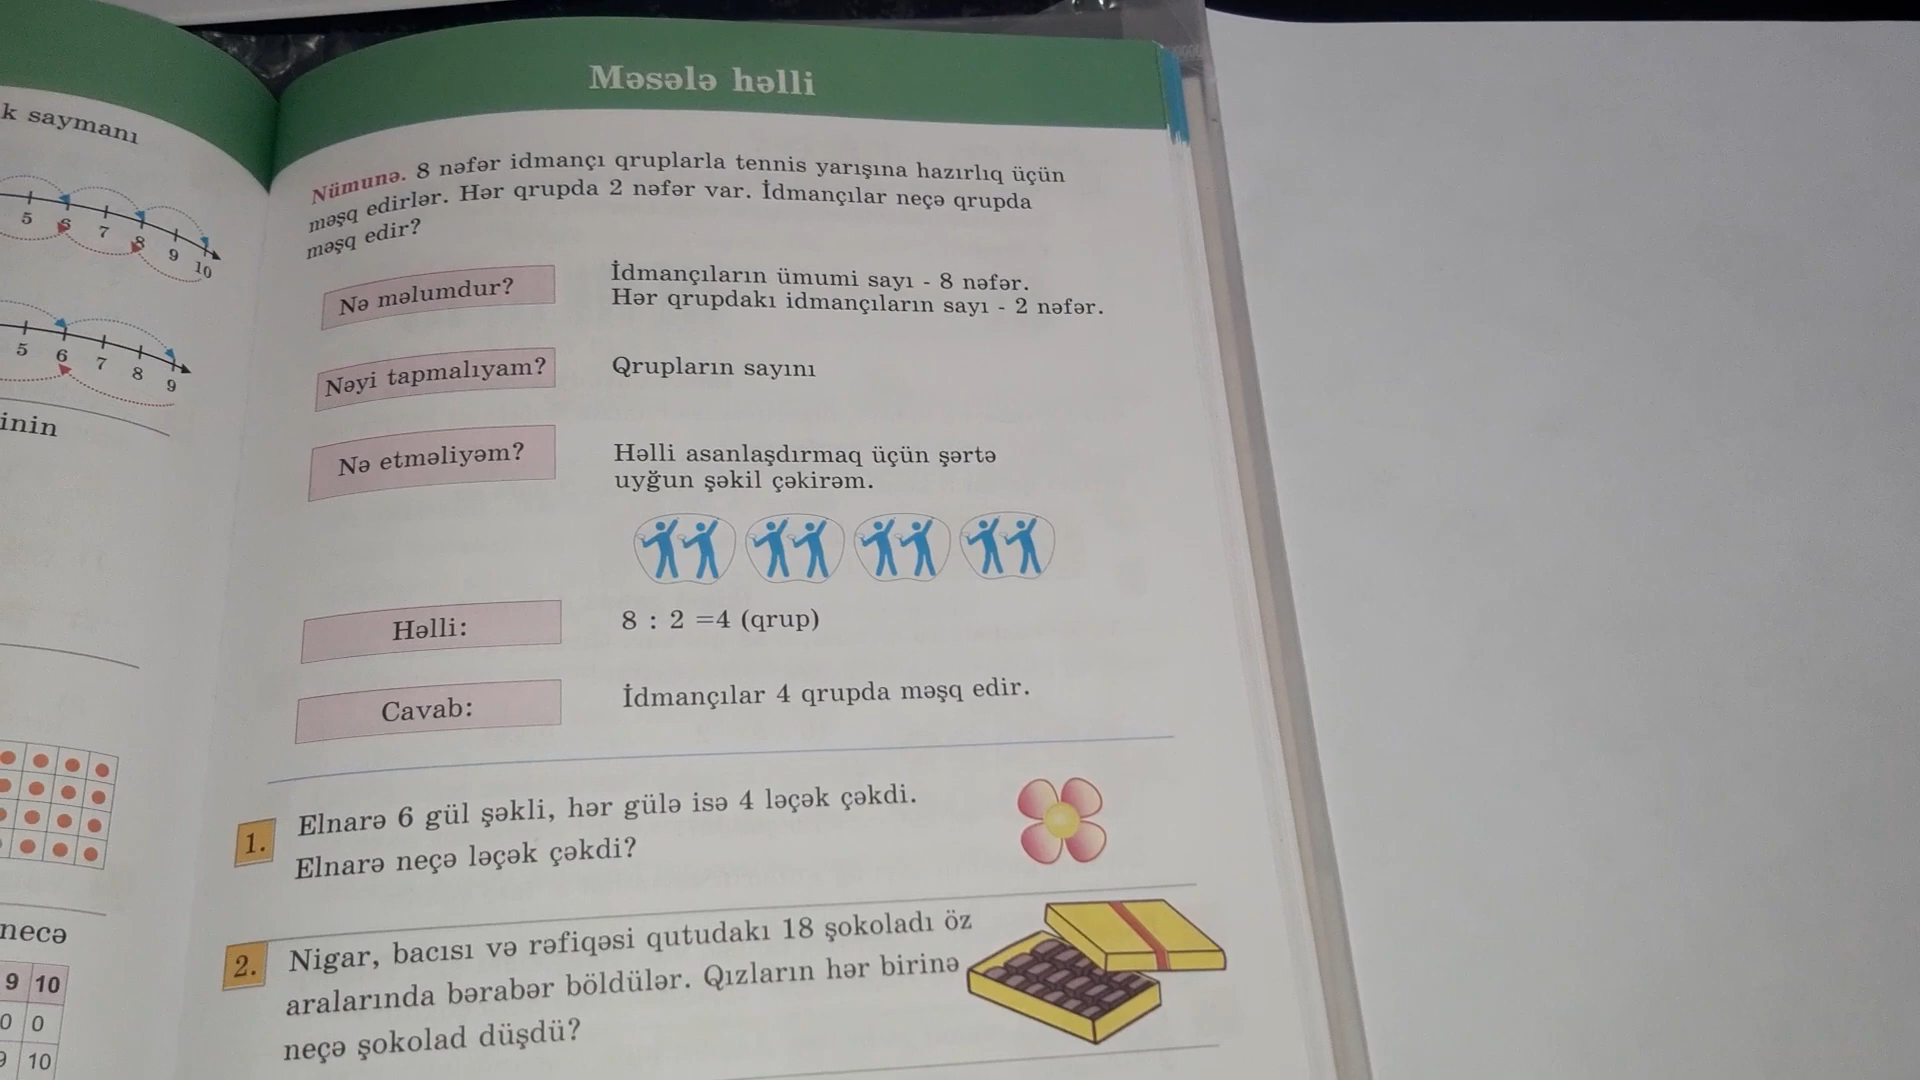 k saymanı
5 6 7 8 9 10
5 6 7 8 9
inin
necə
9 10
0 0
9 10
Məsələ həlli
Nümunə. 8 nəfər idmançı qruplarla tennis yarışına hazırlıq üçün
məşq edirlər. Hər qrupda 2 nəfər var. İdmançılar neçə qrupda
məşq edir?
Nə məlumdur?
İdmançıların ümumi sayı - 8 nəfər.
Hər qrupdakı idmançıların sayı - 2 nəfər.
Nəyi tapmalıyam?
Qrupların sayını
Nə etməliyəm?
Həlli asanlaşdırmaq üçün şərtə
uyğun şəkil çəkirəm.
Həlli:
8 : 2 =4 (qrup)
Cavab:
İdmançılar 4 qrupda məşq edir.
1. Elnarə 6 gül şəkli, hər gülə isə 4 ləçək çəkdi.
Elnarə neçə ləçək çəkdi?
2. Nigar, bacısı və rəfiqəsi qutudakı 18 şokoladı öz
aralarında bərabər böldülər. Qızların hər birinə
neçə şokolad düşdü?